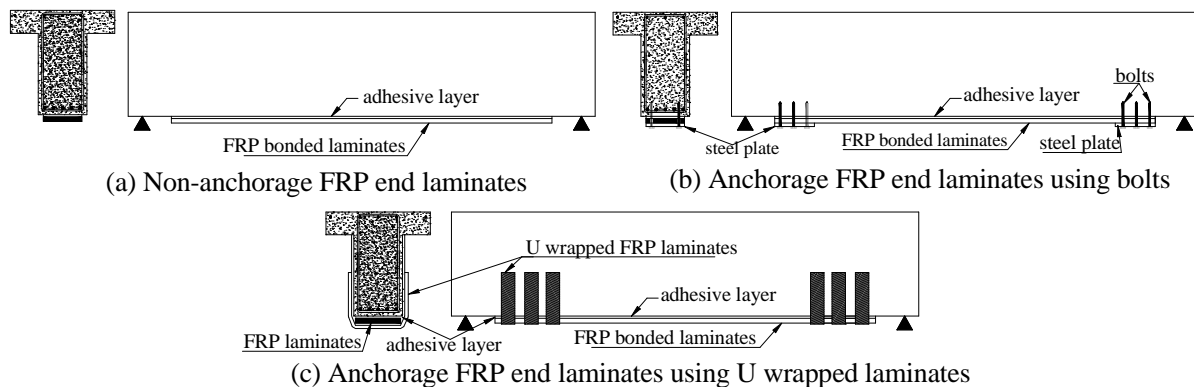 adhesive layer
FRP bonded laminates
(a) Non-anchorage FRP end laminates
bolts
adhesive layer
steel plate
FRP bonded laminates
steel plate
(b) Anchorage FRP end laminates using bolts
U wrapped FRP laminates
adhesive layer
FRP laminates
adhesive layer
FRP bonded laminates
(c) Anchorage FRP end laminates using U wrapped laminates